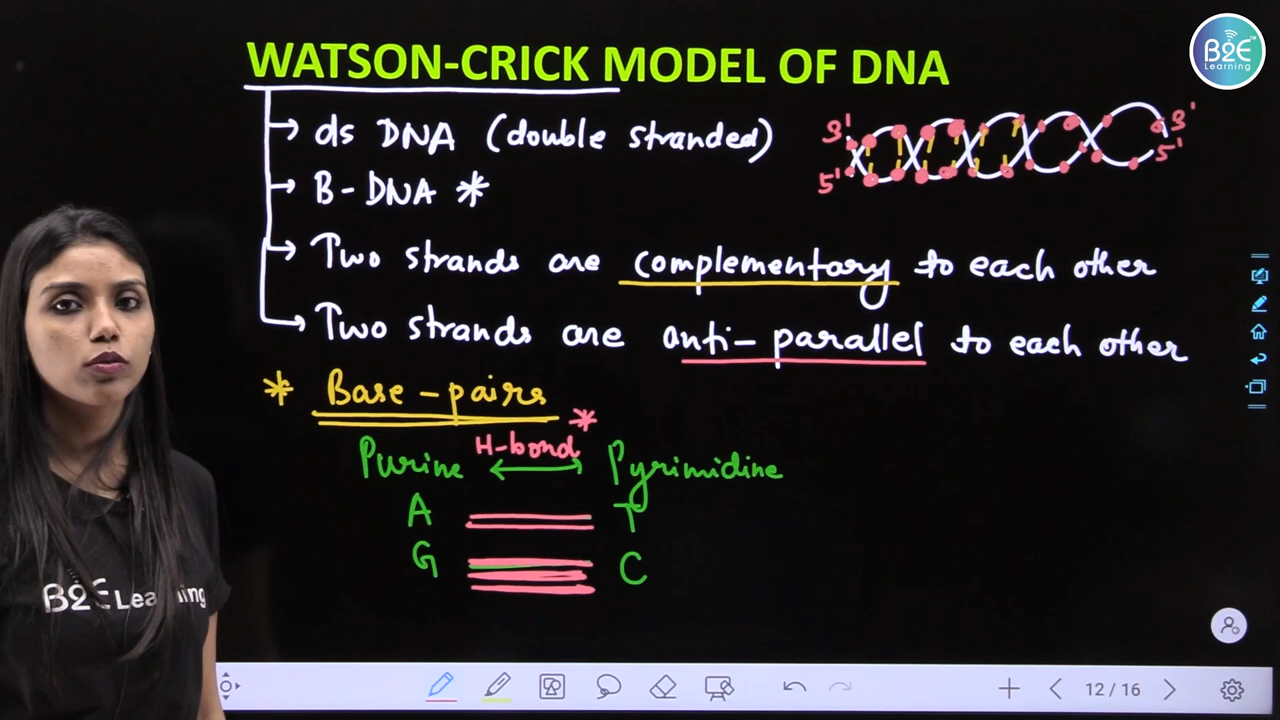 B2E
Learning
WATSON-CRICK MODEL OF DNA
→ ds DNA (double stranded)
→ B-DNA *
→ Two strands are complementary to each other
→ Two strands are anti-parallel to each other
3' 3'
5' 5'
* Base-pairs
H-bond *
Purine ↔ Pyrimidine
A T
G C
B2E Learning
12 / 16